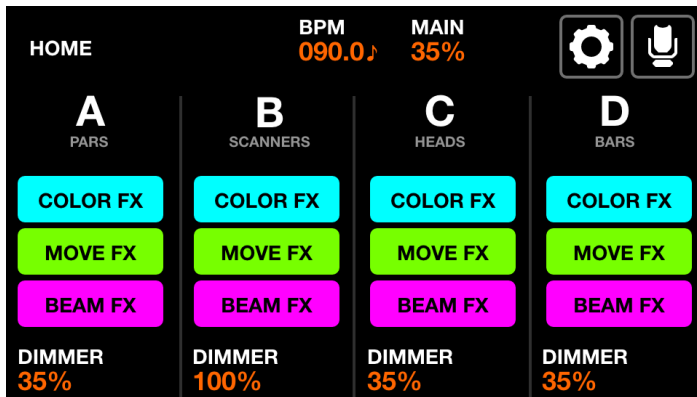 HOME
BPM
090.0♪
MAIN
35%
A
PARS
COLOR FX
MOVE FX
BEAM FX
DIMMER
35%
B
SCANNERS
COLOR FX
MOVE FX
BEAM FX
DIMMER
100%
C
HEADS
COLOR FX
MOVE FX
BEAM FX
DIMMER
35%
D
BARS
COLOR FX
MOVE FX
BEAM FX
DIMMER
35%